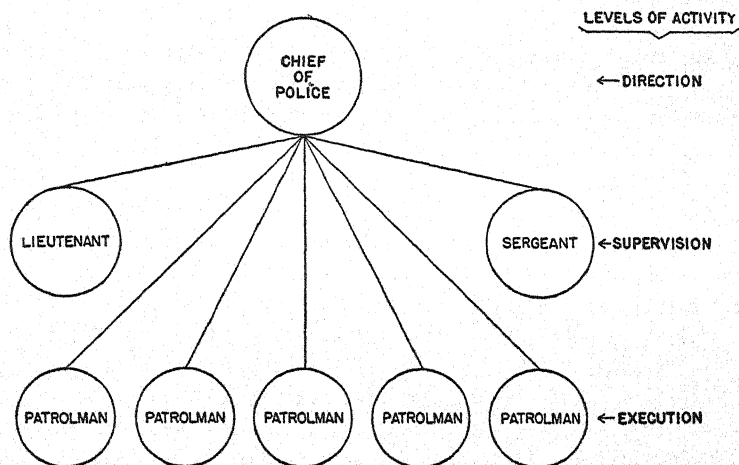 LEVELS OF ACTIVITY
CHIEF
OF
POLICE
←DIRECTION
LIEUTENANT
SERGEANT
←SUPERVISION
PATROLMAN
PATROLMAN
PATROLMAN
PATROLMAN
PATROLMAN
←EXECUTION